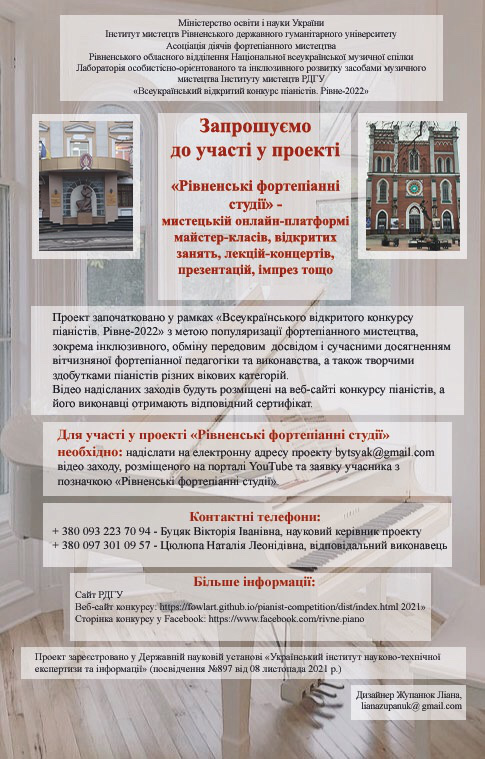 Міністерство освіти і науки України
Інститут мистецтв Рівненського державного гуманітарного університету
Асоціація діячів фортепіанного мистецтва
Рівненського обласного відділення Національної всеукраїнської музичної спілки
Лабораторія особистісно-орієнтованого та інклюзивного розвитку засобами музичного
мистецтва Інституту мистецтв РДГУ
«Всеукраїнський відкритий конкурс піаністів. Рівне-2022»
Запрошуємо
до участі у проекті
«Рівненські фортепіанні
студії» -
мистецькій онлайн-платформі
майстер-класів, відкритих
занять, лекцій-концертів,
презентацій, імпрез тощо
Проект започатковано у рамках «Всеукраїнського відкритого конкурсу
піаністів. Рівне-2022» з метою популяризації фортепіанного мистецтва,
зокрема інклюзивного, обміну передовим досвідом і сучасними досягненням
вітчизняної фортепіанної педагогіки та виконавства, а також творчими
здобутками піаністів різних вікових категорій.
Відео надісланих заходів будуть розміщені на веб-сайті конкурсу піаністів, а
його виконавці отримають відповідний сертифікат.
Для участі у проекті «Рівненські фортепіанні студії»
необхідно: надіслати на електронну адресу проекту bytsyak@gmail.com
відео заходу, розміщеного на порталі YouTube та заявку учасника з
позначкою «Рівненські фортепіанні студії».
Контактні телефони:
+ 380 093 223 70 94 - Буцяк Вікторія Іванівна, науковий керівник проекту
+ 380 097 301 09 57 - Цюлюпа Наталія Леонідівна, відповідальний виконавець
Більше інформації:
Сайт РДГУ
Веб-сайт конкурсу: https://fowlart.github.io/pianist-competition/dist/index.html 2021»
Сторінка конкурсу у Facebook: https://www.facebook.com/rivne.piano
Проект зареєстровано у Державній науковій установі «Український інститут науково-технічної
експертизи та інформації» (посвідчення №897 від 08 листопада 2021 р.)
Дизайнер Жупанюк Ліана,
lianazupanuk@ gmail.com